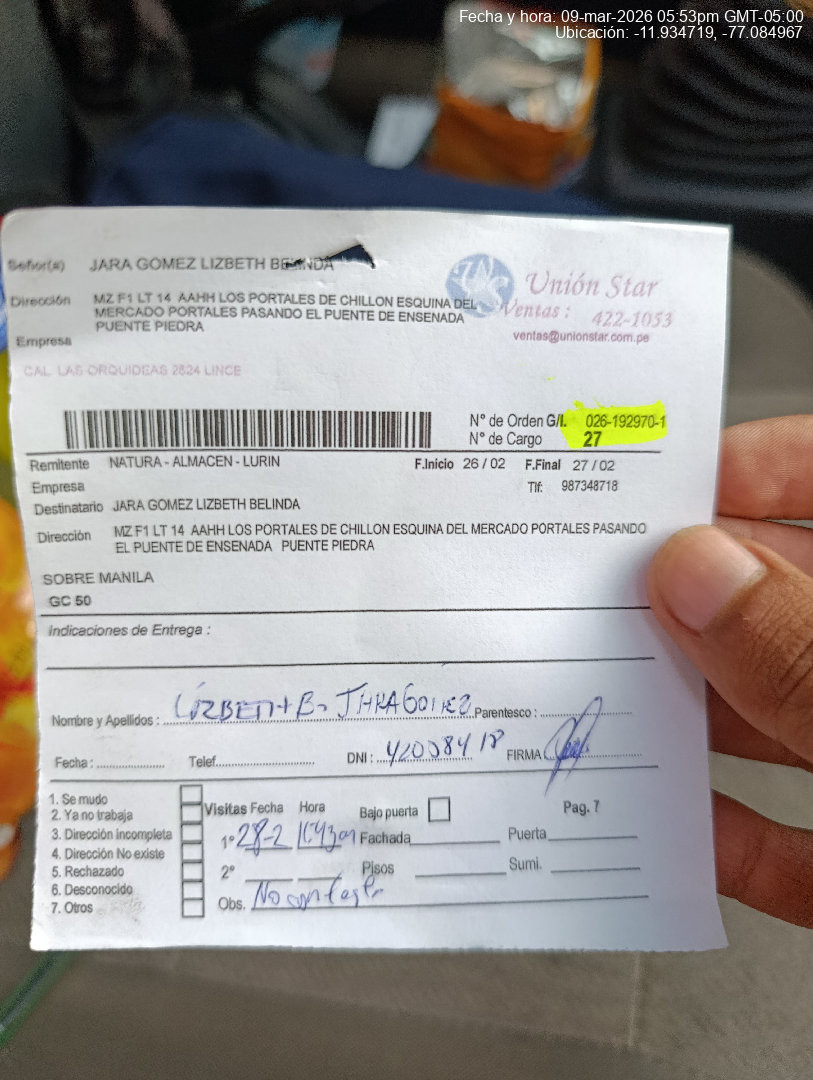 Fecha y hora: 09-mar-2026 05:53pm GMT-05:00
Ubicación: -11.934719, -77.084967
Señor(a) JARA GOMEZ LIZBETH BELINDA
Unión Star
Dirección MZ F1 LT 14 AAHH LOS PORTALES DE CHILLON ESQUINA DEL
MERCADO PORTALES PASANDO EL PUENTE DE ENSENADA
PUENTE PIEDRA
Ventas : 422-1053
ventas@unionstar.com.pe
Empresa
CAL LAS ORQUIDEAS 2824 LINCE
N° de Orden G/I. 026-192970-1
N° de Cargo 27
Remitente NATURA - ALMACEN - LURIN F.Inicio 26 / 02 F.Final 27 / 02
Empresa Tlf: 987348718
Destinatario JARA GOMEZ LIZBETH BELINDA
Dirección MZ F1 LT 14 AAHH LOS PORTALES DE CHILLON ESQUINA DEL MERCADO PORTALES PASANDO
EL PUENTE DE ENSENADA PUENTE PIEDRA
SOBRE MANILA
GC 50
Indicaciones de Entrega :
Nombre y Apellidos : LIZBETH B. JARA GOMEZ Parentesco :
Fecha : Telef. DNI : 42008418 FIRMA
1. Se mudo
2. Ya no trabaja
3. Dirección incompleta
4. Dirección No existe
5. Rechazado
6. Desconocido
7. Otros
Visitas Fecha Hora Bajo puerta Pag. 7
1° 28-2 Fachada Puerta
2° Pisos Sumi.
Obs. No contesta